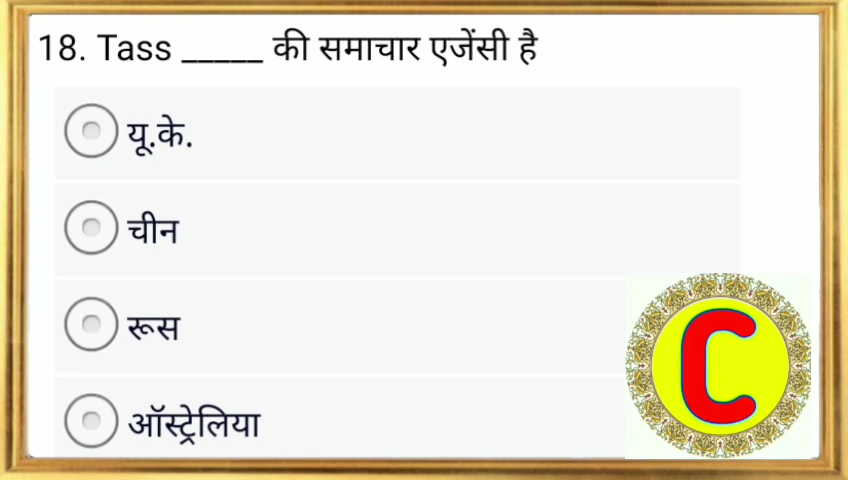 18. Tass _____ की समाचार एजेंसी है
यू.के.
चीन
रूस
ऑस्ट्रेलिया
C